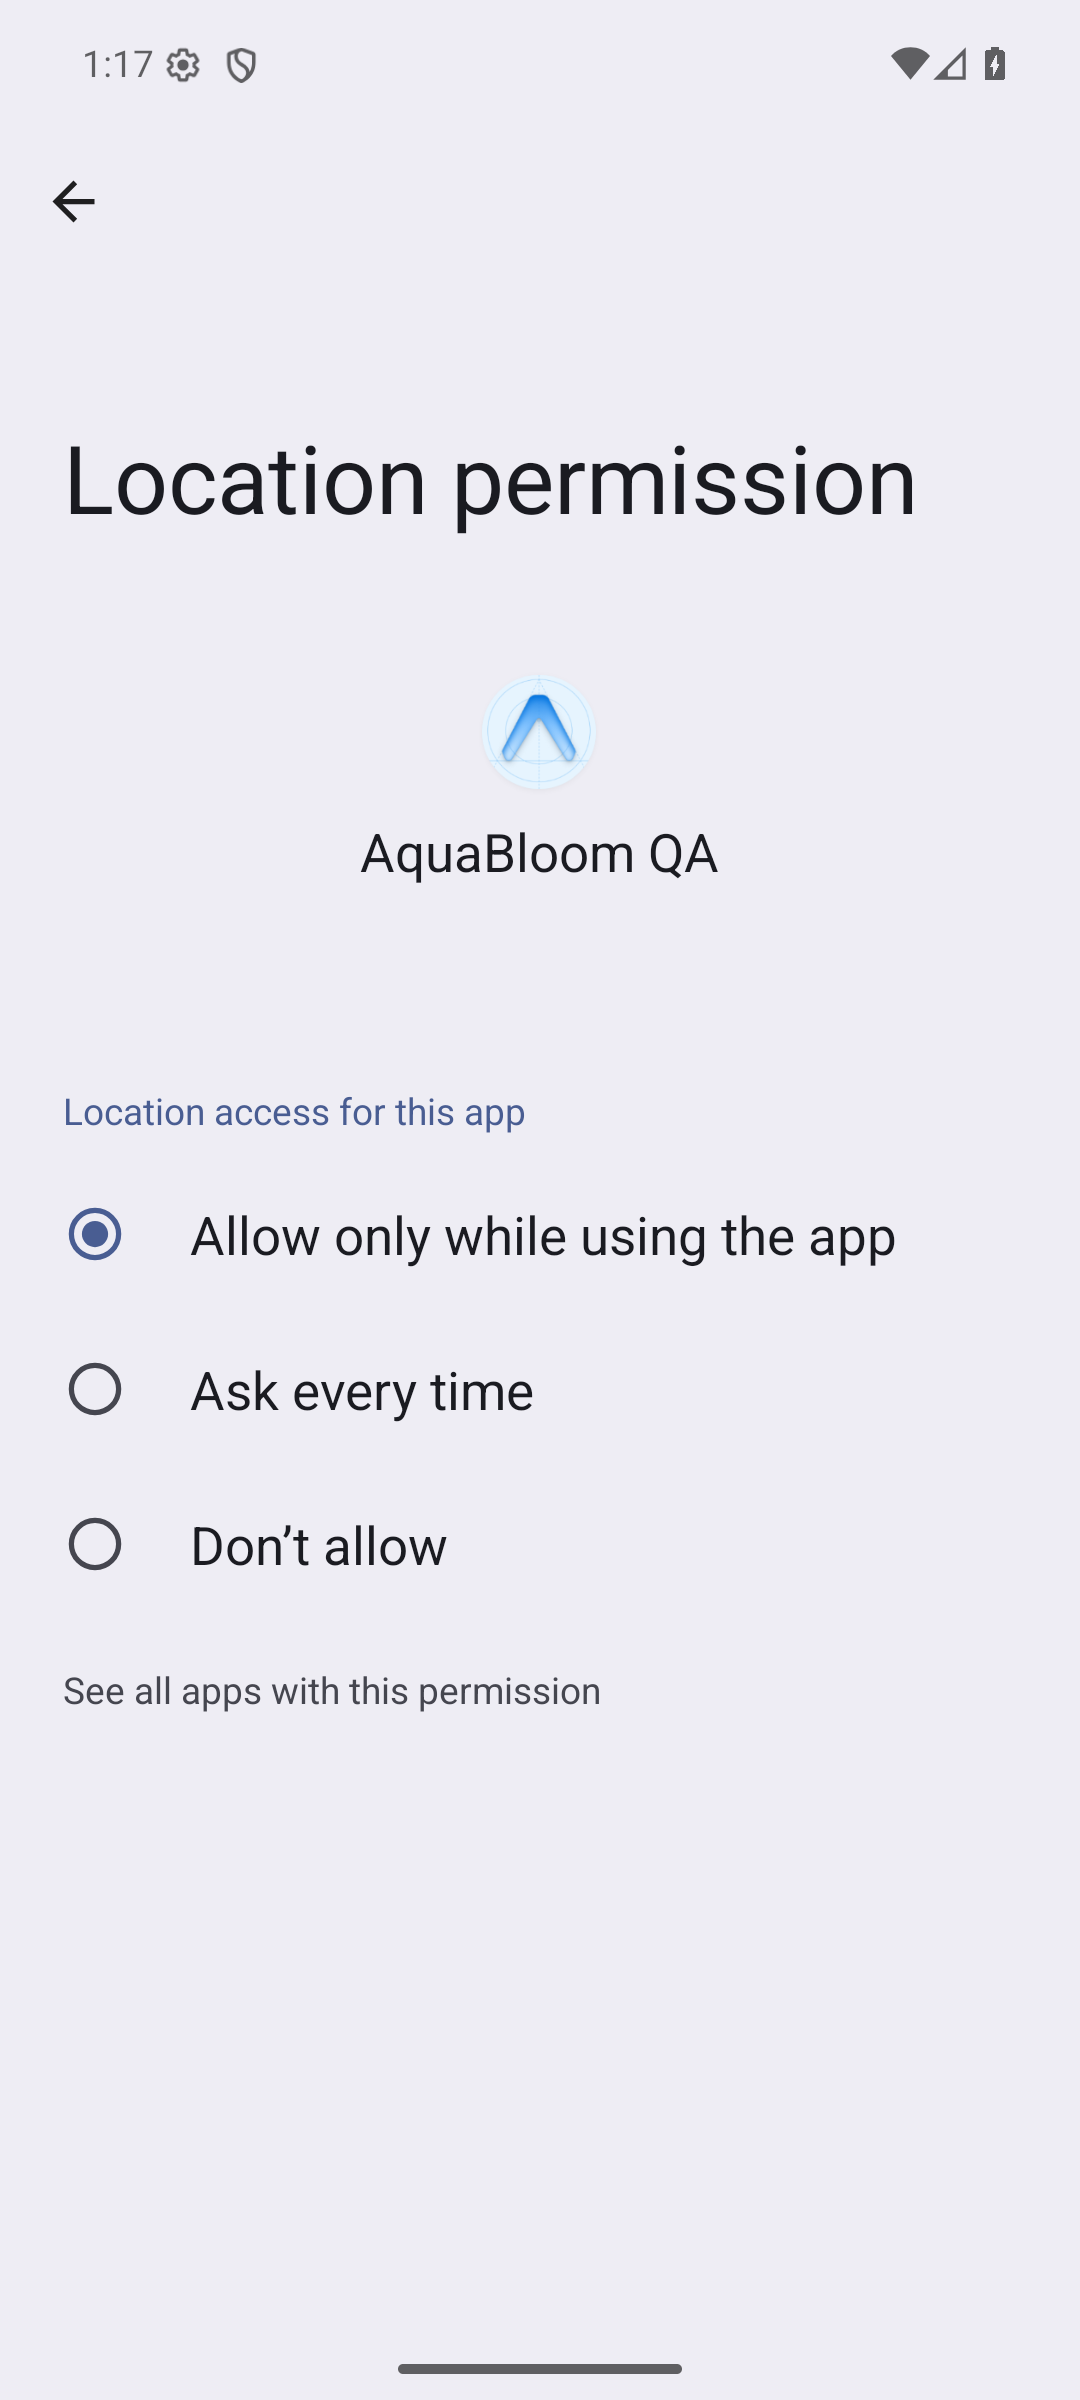 1:17
Location permission
AquaBloom QA
Location access for this app
Allow only while using the app
Ask every time
Don’t allow
See all apps with this permission